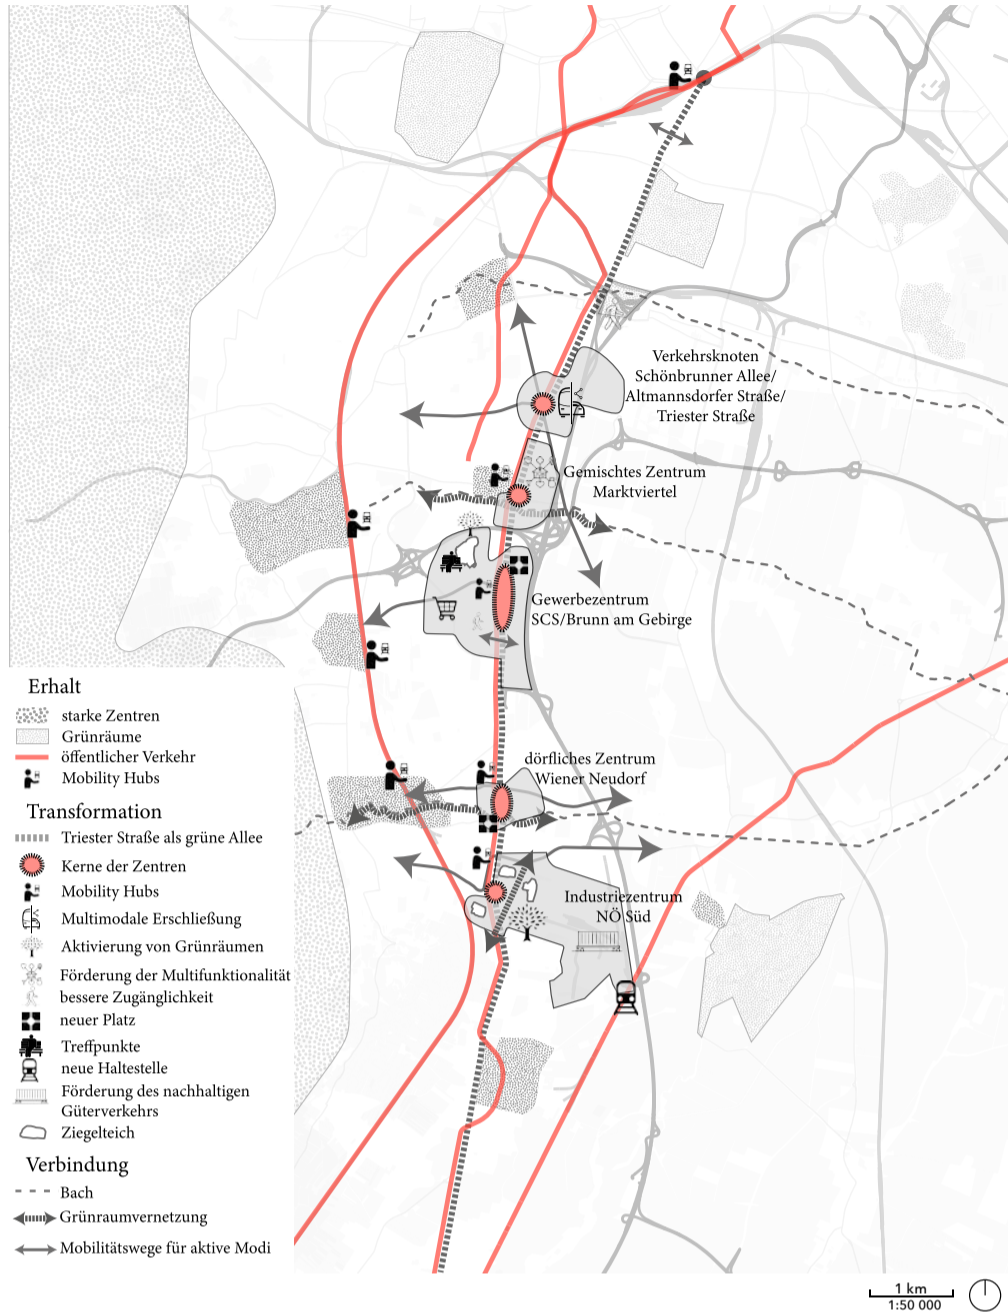 Verkehrsknoten
Schönbrunner Allee/
Altmannsdorfer Straße/
Triester Straße
Gemischtes Zentrum
Marktviertel
Gewerbezentrum
SCS/Brunn am Gebirge
dörfliches Zentrum
Wiener Neudorf
Industriezentrum
NÖ Süd
Erhalt
starke Zentren
Grünräume
öffentlicher Verkehr
Mobility Hubs
Transformation
Triester Straße als grüne Allee
Kerne der Zentren
Mobility Hubs
Multimodale Erschließung
Aktivierung von Grünräumen
Förderung der Multifunktionalität
bessere Zugänglichkeit
neuer Platz
Treffpunkte
neue Haltestelle
Förderung des nachhaltigen
Güterverkehrs
Ziegelteich
Verbindung
Bach
Grünraumvernetzung
Mobilitätswege für aktive Modi
1 km
1:50 000